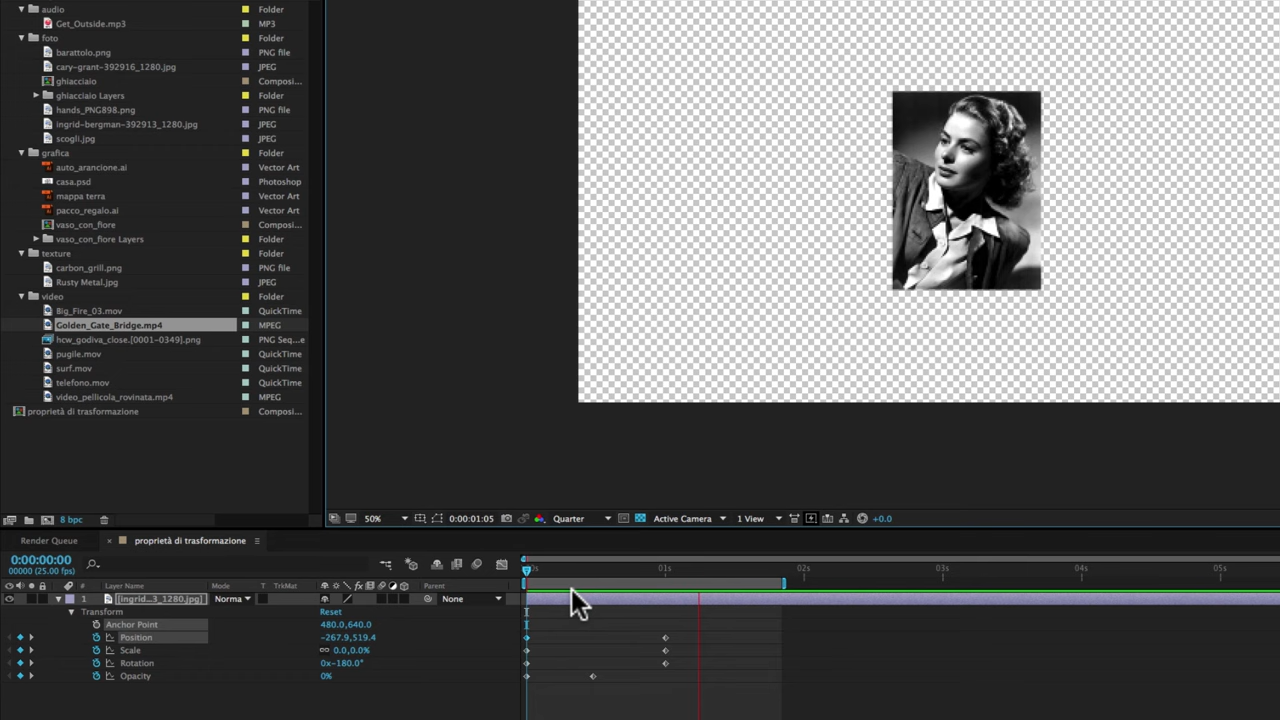 audio Folder
Get_Outside.mp3 MP3
foto Folder
barattolo.png PNG file
cary-grant-392916_1280.jpg JPEG
ghiacciaio Composi...
ghiacciaio Layers Folder
hands_PNG898.png PNG file
ingrid-bergman-392913_1280.jpg JPEG
scogli.jpg JPEG
grafica Folder
auto_arancione.ai Vector Art
casa.psd Photoshop
mappa terra Vector Art
pacco_regalo.ai Vector Art
vaso_con_fiore Composi...
vaso_con_fiore Layers Folder
texture Folder
carbon_grill.png PNG file
Rusty Metal.jpg JPEG
video Folder
Big_Fire_03.mov QuickTime
Golden_Gate_Bridge.mp4 MPEG
hcw_godiva_close.[0001-0349].png PNG Seq...e
pugile.mov QuickTime
surf.mov QuickTime
telefono.mov QuickTime
video_pellicola_rovinata.mp4 MPEG
proprietà di trasformazione Composi...
8 bpc
50% 0:00:01:05 Quarter Active Camera 1 View +0.0
Render Queue × proprietà di trasformazione
0:00:00:00
00000 (25.00 fps)
0s 01s 02s 03s 04s 05s
# Layer Name Mode T TrkMat Parent
1 [ingrid...3_1280.jpg] Norma None
Transform Reset
Anchor Point 480.0,640.0
Position -267.9,519.4
Scale 0.0,0.0%
Rotation 0x-180.0°
Opacity 0%